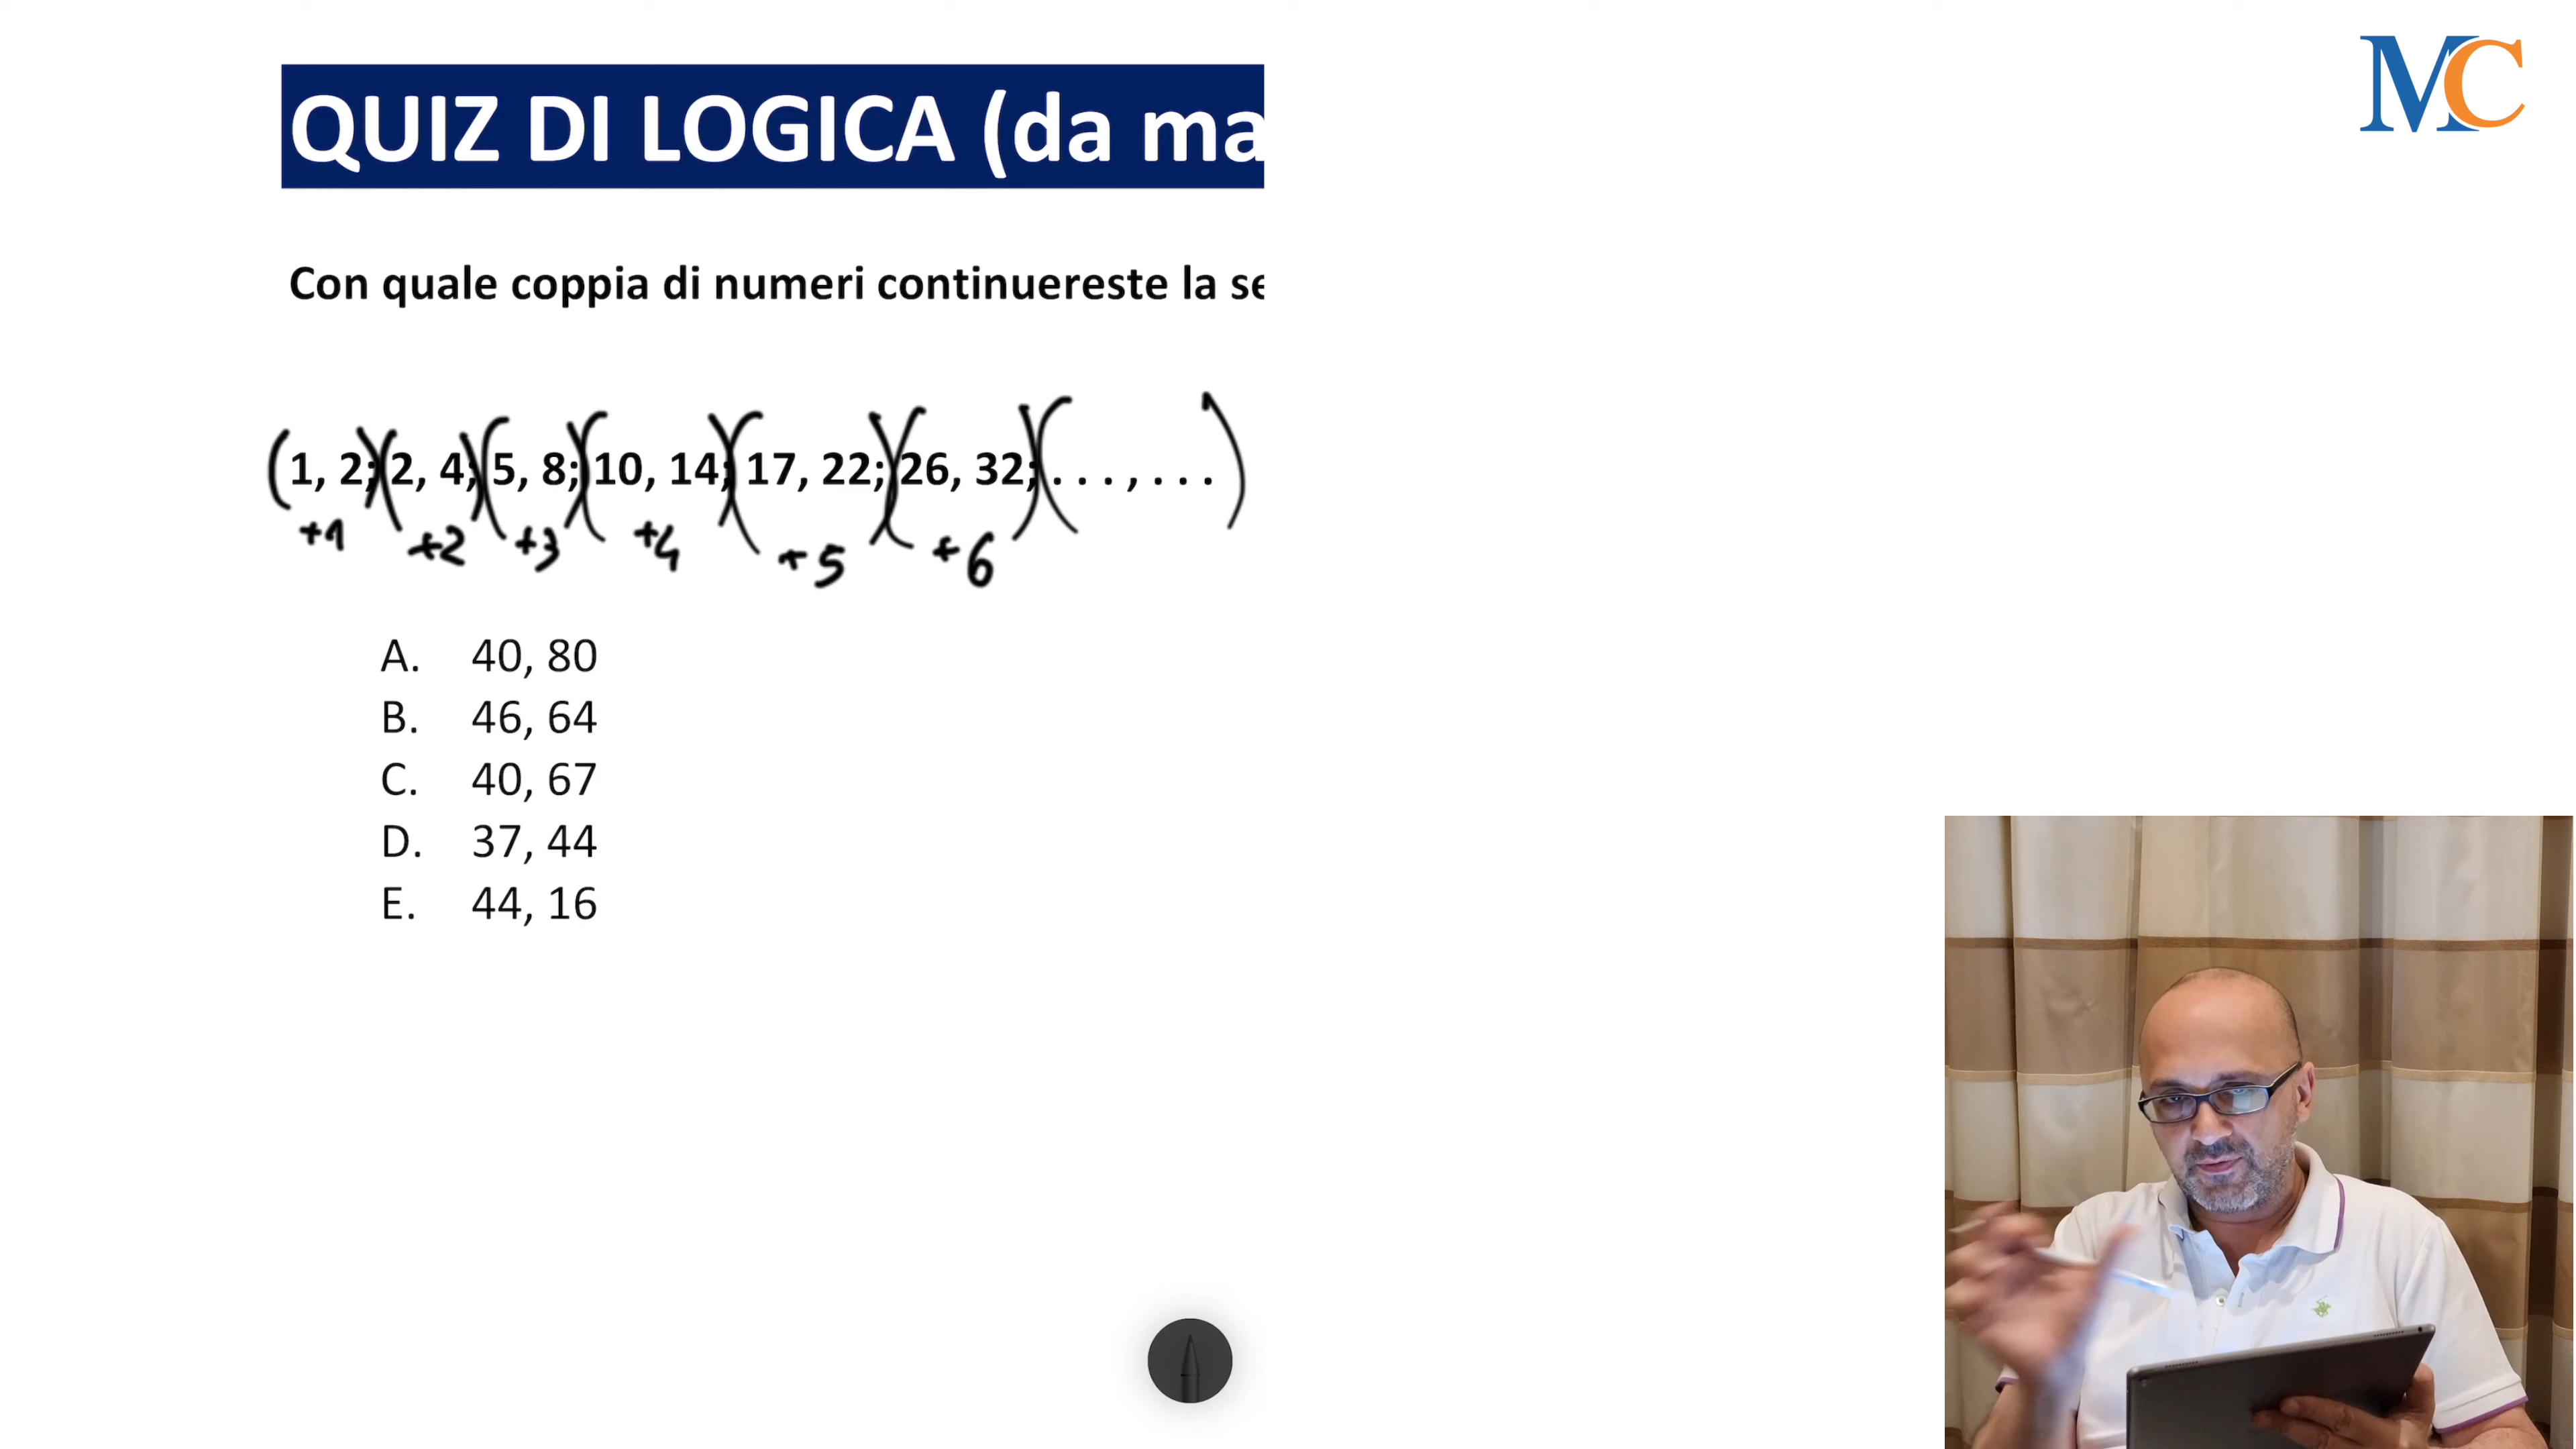 MC
QUIZ DI LOGICA (da ma
Con quale coppia di numeri continuereste la se
(1, 2;)(2, 4;)(5, 8;)(10, 14;)(17, 22;)(26, 32;)(...,...)
+1 +2 +3 +4 +5 +6
A. 40, 80
B. 46, 64
C. 40, 67
D. 37, 44
E. 44, 16